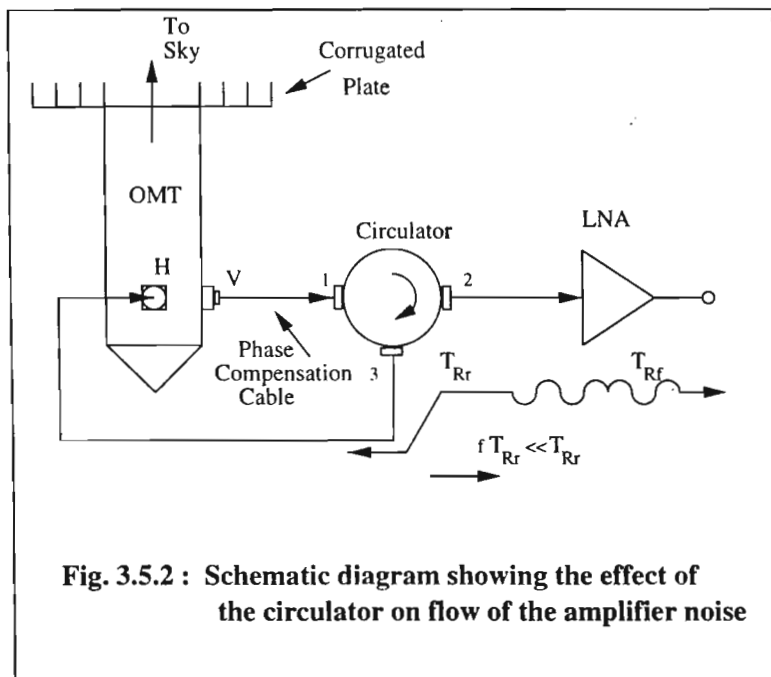 To
Sky
Corrugated
Plate
OMT
H
V
Circulator
LNA
1
2
3
Phase
Compensation
Cable
T_Rr
T_Rf
f T_Rr << T_Rr
Fig. 3.5.2 : Schematic diagram showing the effect of
the circulator on flow of the amplifier noise